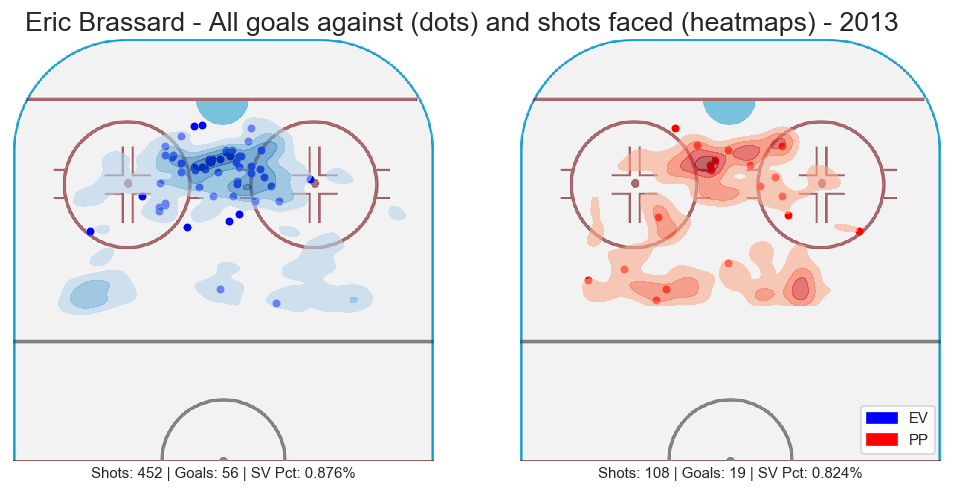 Eric Brassard - All goals against (dots) and shots faced (heatmaps) - 2013
EV
PP
Shots: 452 | Goals: 56 | SV Pct: 0.876%
Shots: 108 | Goals: 19 | SV Pct: 0.824%